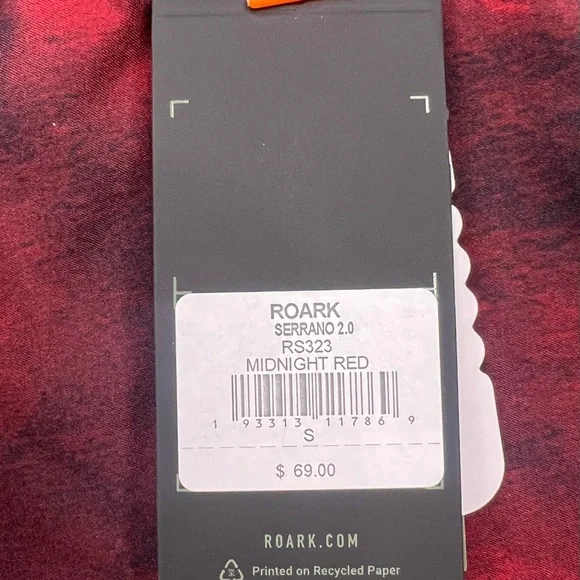 ROARK
SERRANO 2.0
RS323
MIDNIGHT RED
1 93313 11786 9
S
$ 69.00
ROARK.COM
Printed on Recycled Paper